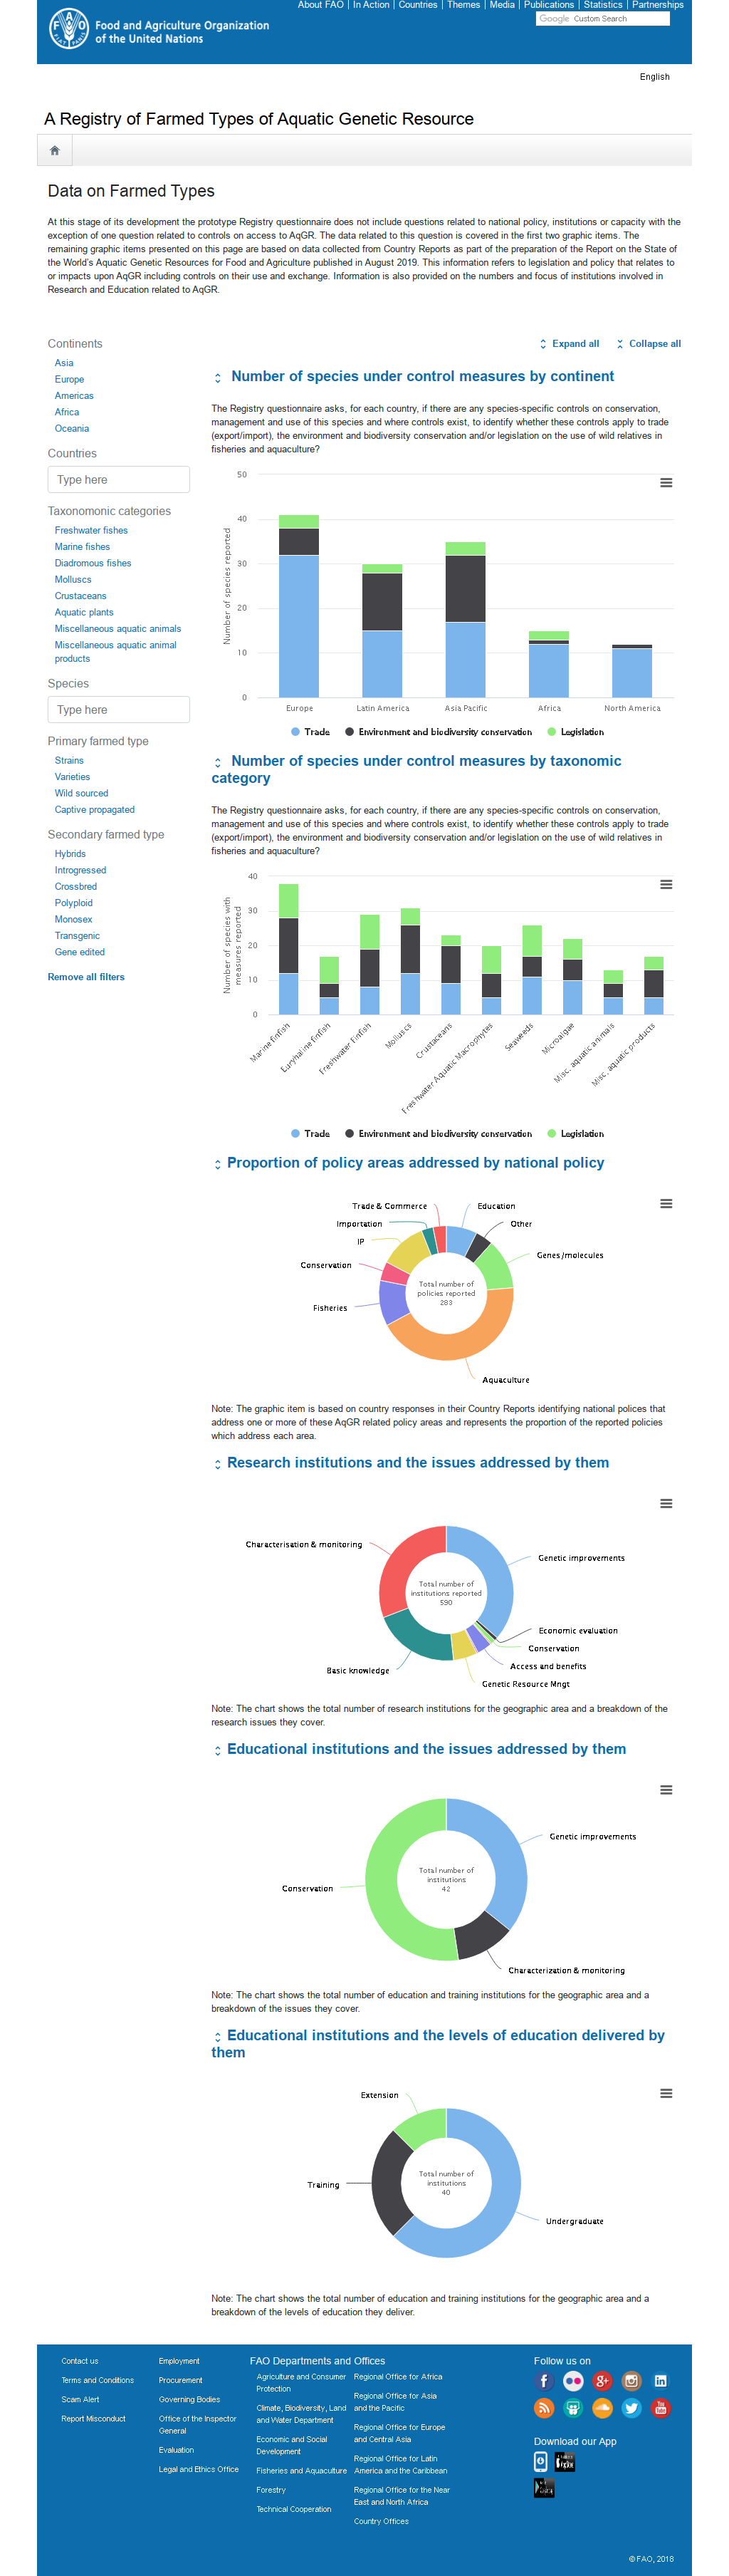 About FAO | In Action | Countries | Themes | Media | Publications | Statistics | Partnerships
Food and Agriculture Organization
of the United Nations
Google Custom Search
English
A Registry of Farmed Types of Aquatic Genetic Resource
Data on Farmed Types
At this stage of its development the prototype Registry questionnaire does not include questions related to national policy, institutions or capacity with the
exception of one question related to controls on access to AqGR. The data related to this question is covered in the first two graphic items. The
remaining graphic items presented on this page are based on data collected from Country Reports as part of the preparation of the Report on the State of
the World's Aquatic Genetic Resources for Food and Agriculture published in August 2019. This information refers to legislation and policy that relates to
or impacts upon AqGR including controls on their use and exchange. Information is also provided on the numbers and focus of institutions involved in
Research and Education related to AqGR.
Continents
Asia
Europe
Americas
Africa
Oceania
Countries
Type here
Taxonomonic categories
Freshwater fishes
Marine fishes
Diadromous fishes
Molluscs
Crustaceans
Aquatic plants
Miscellaneous aquatic animals
Miscellaneous aquatic animal
products
Species
Type here
Primary farmed type
Strains
Varieties
Wild sourced
Captive propagated
Secondary farmed type
Hybrids
Introgressed
Crossbred
Polyploid
Monosex
Transgenic
Gene edited
Remove all filters
Expand all
Collapse all
Number of species under control measures by continent
The Registry questionnaire asks, for each country, if there are any species-specific controls on conservation,
management and use of this species and where controls exist, to identify whether these controls apply to trade
(export/import), the environment and biodiversity conservation and/or legislation on the use of wild relatives in
fisheries and aquaculture?
Number of species reported
50
40
30
20
10
0
Europe
Latin America
Asia Pacific
Africa
North America
Trade
Environment and biodiversity conservation
Legislation
Number of species under control measures by taxonomic
category
The Registry questionnaire asks, for each country, if there are any species-specific controls on conservation,
management and use of this species and where controls exist, to identify whether these controls apply to trade
(export/import), the environment and biodiversity conservation and/or legislation on the use of wild relatives in
fisheries and aquaculture?
Number of species with
measures reported
40
30
20
10
0
Marine Finfish
Euryhaline finfish
Freshwater Finfish
Molluscs
Crustaceans
Freshwater Aquatic Macrophytes
Seaweeds
Microalgae
Misc. aquatic animals
Misc. aquatic products
Trade
Environment and biodiversity conservation
Legislation
Proportion of policy areas addressed by national policy
Trade & Commerce
Education
Importation
Other
IP
Genes/molecules
Conservation
Fisheries
Total number of
policies reported
283
Aquaculture
Note: The graphic item is based on country responses in their Country Reports identifying national polices that
address one or more of these AqGR related policy areas and represents the proportion of the reported policies
which address each area.
Research institutions and the issues addressed by them
Characterisation & monitoring
Genetic improvements
Total number of
institutions reported
590
Economic evaluation
Conservation
Access and benefits
Basic knowledge
Genetic Resource Mngt
Note: The chart shows the total number of research institutions for the geographic area and a breakdown of the
research issues they cover.
Educational institutions and the issues addressed by them
Genetic improvements
Total number of
institutions
42
Conservation
Characterization & monitoring
Note: The chart shows the total number of education and training institutions for the geographic area and a
breakdown of the issues they cover.
Educational institutions and the levels of education delivered by
them
Extension
Total number of
institutions
40
Training
Undergraduate
Note: The chart shows the total number of education and training institutions for the geographic area and a
breakdown of the levels of education they deliver.
Contact us
Terms and Conditions
Scam Alert
Report Misconduct
Employment
Procurement
Governing Bodies
Office of the Inspector
General
Evaluation
Legal and Ethics Office
FAO Departments and Offices
Agriculture and Consumer
Protection
Climate, Biodiversity, Land
and Water Department
Economic and Social
Development
Fisheries and Aquaculture
Forestry
Technical Cooperation
Regional Office for Africa
Regional Office for Asia
and the Pacific
Regional Office for Europe
and Central Asia
Regional Office for Latin
America and the Caribbean
Regional Office for the Near
East and North Africa
Country Offices
Follow us on
Download our App
© FAO, 2018